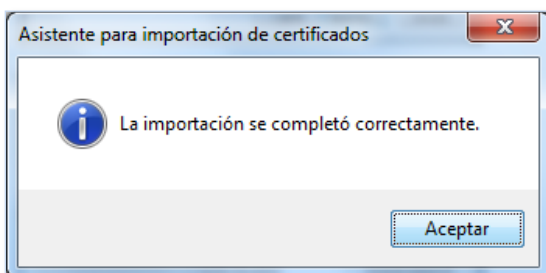 Asistente para importación de certificados
La importación se completó correctamente.
Aceptar